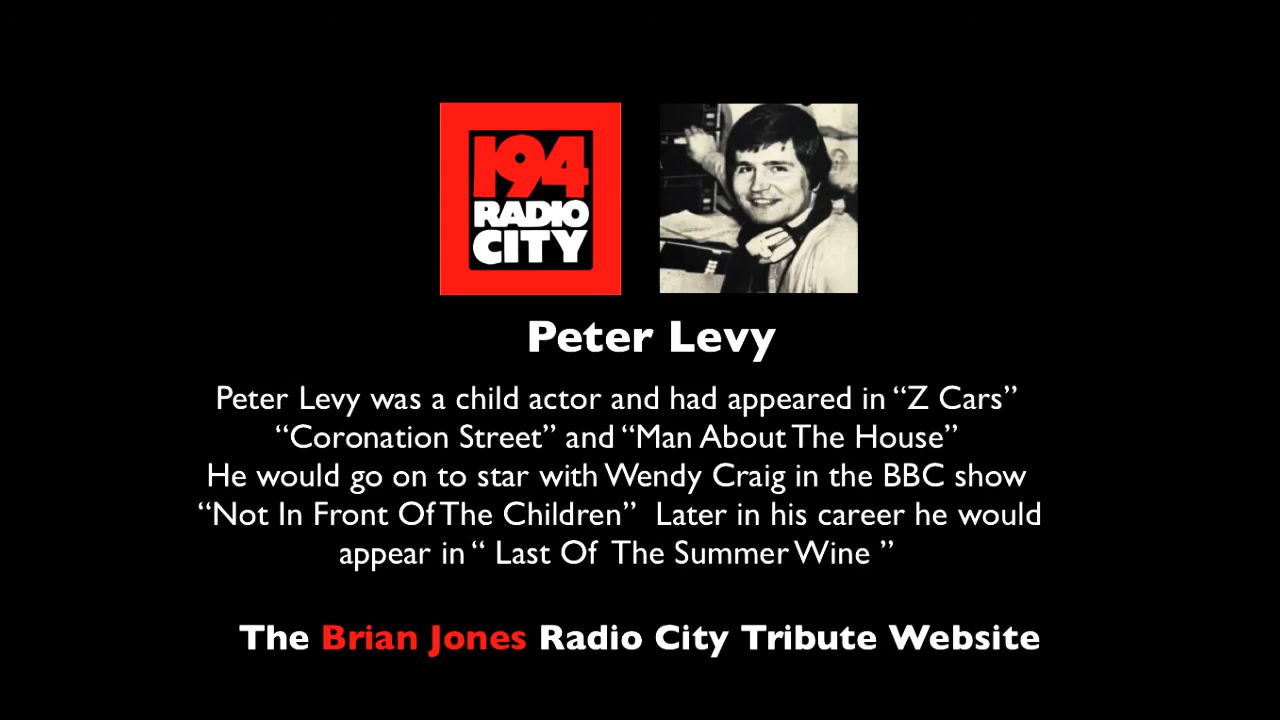 194
RADIO
CITY
Peter Levy
Peter Levy was a child actor and had appeared in “Z Cars”
“Coronation Street” and “Man About The House”
He would go on to star with Wendy Craig in the BBC show
“Not In Front Of The Children” Later in his career he would
appear in “ Last Of The Summer Wine ”
The Brian Jones Radio City Tribute Website